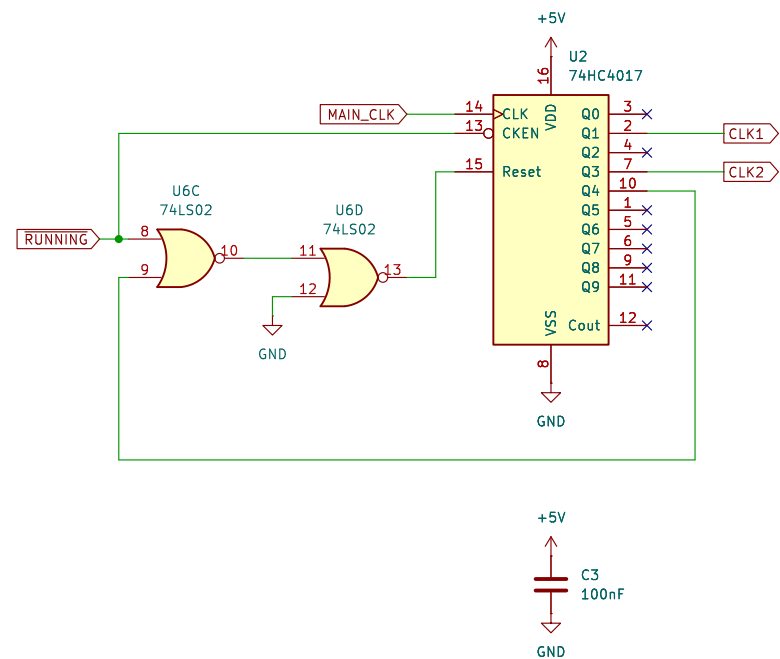 +5V
U2
74HC4017
16
VDD
MAIN_CLK
14
CLK
Q0
3
13
CKEN
Q1
2
CLK1
Q2
4
15
Reset
Q3
7
CLK2
Q4
10
Q5
1
Q6
5
Q7
6
Q8
9
Q9
11
Cout
12
VSS
8
GND
U6C
74LS02
RUNNING
8
9
10
U6D
74LS02
11
12
13
GND
+5V
C3
100nF
GND